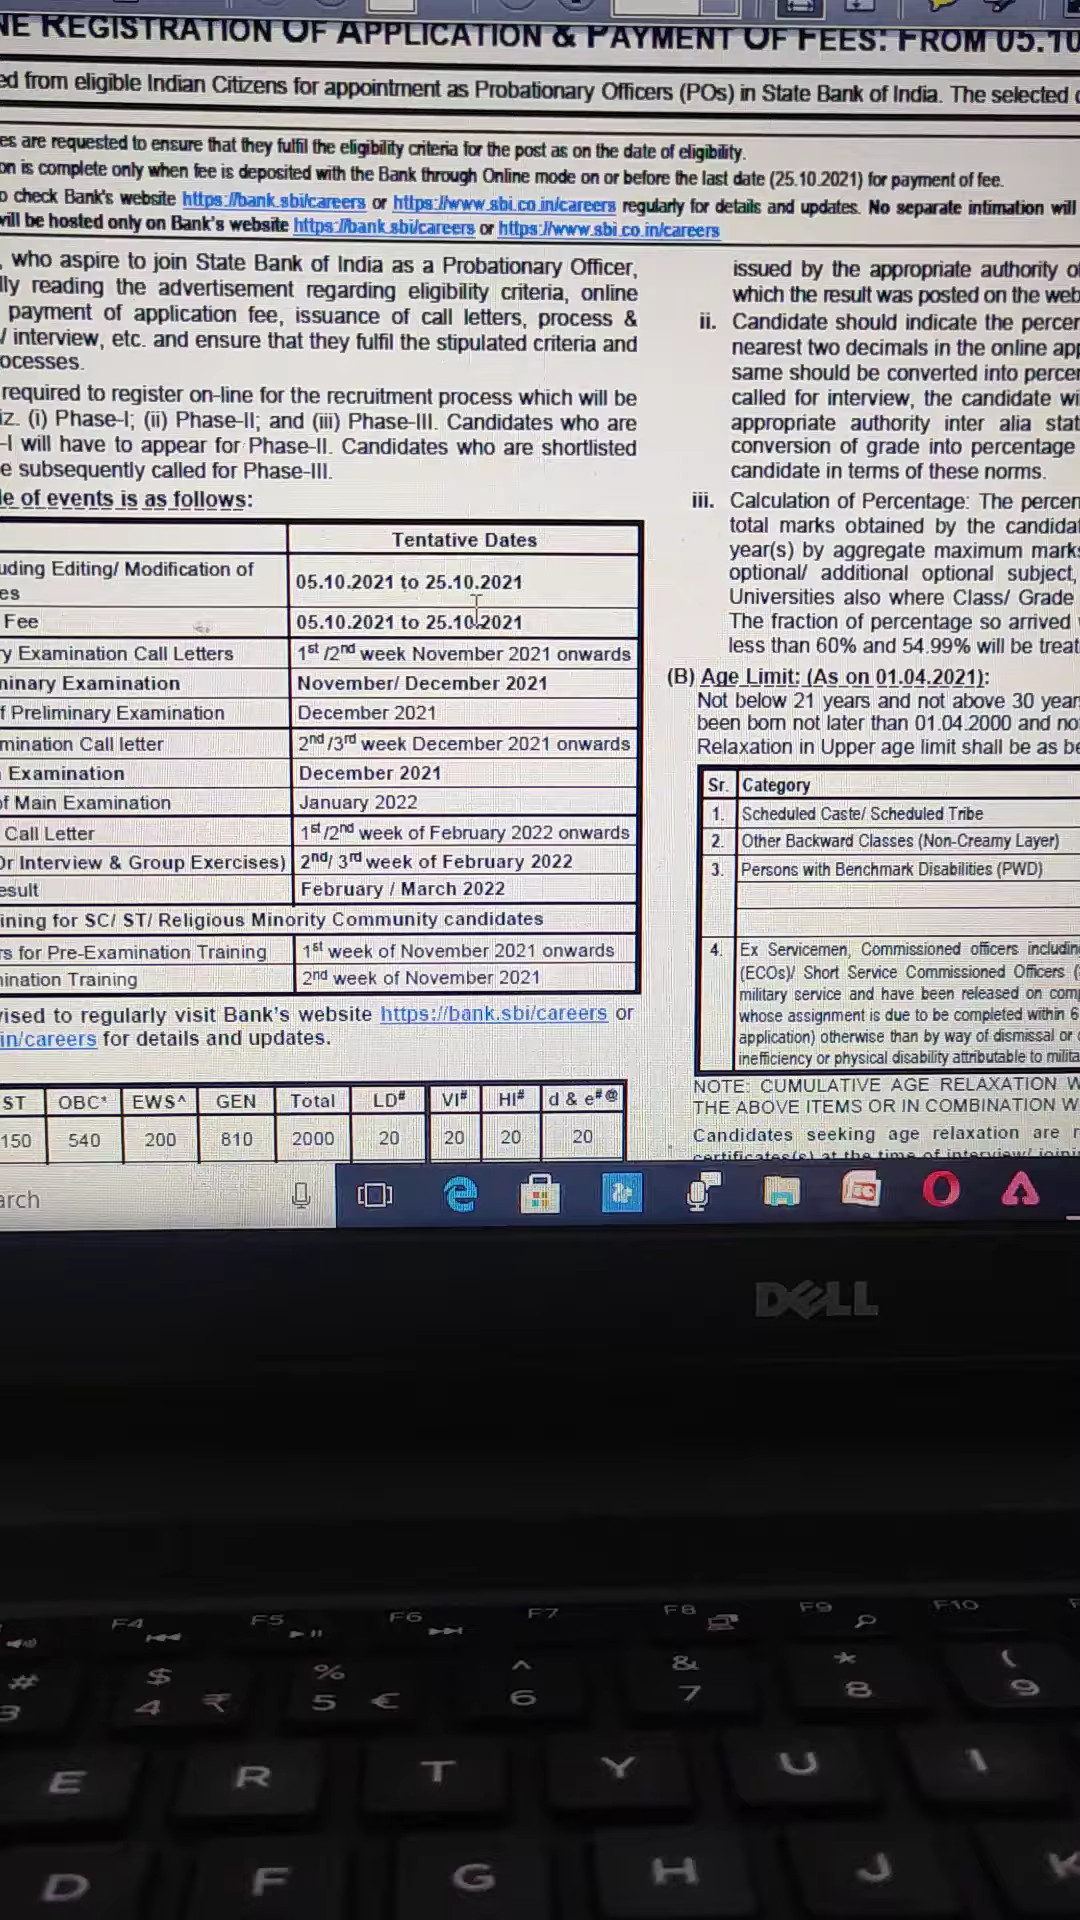 NE REGISTRATION OF APPLICATION & PAYMENT OF FEES: FROM 05.10
ed from eligible Indian Citizens for appointment as Probationary Officers (POs) in State Bank of India. The selected
es are requested to ensure that they fulfil the eligibility criteria for the post as on the date of eligibility.
on is complete only when fee is deposited with the Bank through Online mode on or before the last date (25.10.2021) for payment of fee.
o check Bank's website https://bank.sbi/careers or https://www.sbi.co.in/careers regularly for details and updates. No separate intimation will
will be hosted only on Bank's website https://bank.sbi/careers or https://www.sbi.co.in/careers
, who aspire to join State Bank of India as a Probationary Officer,
lly reading the advertisement regarding eligibility criteria, online
payment of application fee, issuance of call letters, process &
/ interview, etc. and ensure that they fulfil the stipulated criteria and
ocesses.
required to register on-line for the recruitment process which will be
iz. (i) Phase-I; (ii) Phase-II; and (iii) Phase-III. Candidates who are
-I will have to appear for Phase-II. Candidates who are shortlisted
e subsequently called for Phase-III.
le of events is as follows:
Tentative Dates
uding Editing/ Modification of
es
05.10.2021 to 25.10.2021
Fee 05.10.2021 to 25.10.2021
y Examination Call Letters 1st /2nd week November 2021 onwards
minary Examination November/ December 2021
f Preliminary Examination December 2021
mination Call letter 2nd /3rd week December 2021 onwards
Examination December 2021
of Main Examination January 2022
Call Letter 1st /2nd week of February 2022 onwards
Or Interview & Group Exercises) 2nd/ 3rd week of February 2022
esult February / March 2022
ining for SC/ ST/ Religious Minority Community candidates
rs for Pre-Examination Training 1st week of November 2021 onwards
nination Training 2nd week of November 2021
vised to regularly visit Bank's website https://bank.sbi/careers or
in/careers for details and updates.
ST OBC* EWS^ GEN Total LD# VI# HI# d & e#@
150 540 200 810 2000 20 20 20 20
issued by the appropriate authority of
which the result was posted on the web
ii. Candidate should indicate the percen
nearest two decimals in the online app
same should be converted into percen
called for interview, the candidate wi
appropriate authority inter alia stat
conversion of grade into percentage
candidate in terms of these norms.
iii. Calculation of Percentage: The percen
total marks obtained by the candidat
year(s) by aggregate maximum marks
optional/ additional optional subject,
Universities also where Class/ Grade
The fraction of percentage so arrived
less than 60% and 54.99% will be treat
(B) Age Limit: (As on 01.04.2021):
Not below 21 years and not above 30 year
been born not later than 01.04.2000 and no
Relaxation in Upper age limit shall be as be
Sr. Category
1. Scheduled Caste/ Scheduled Tribe
2. Other Backward Classes (Non-Creamy Layer)
3. Persons with Benchmark Disabilities (PWD)
4. Ex Servicemen, Commissioned officers includin
(ECOs)/ Short Service Commissioned Officers (
military service and have been released on comp
whose assignment is due to be completed within 6
application) otherwise than by way of dismissal or
inefficiency or physical disability attributable to milita
NOTE: CUMULATIVE AGE RELAXATION W
THE ABOVE ITEMS OR IN COMBINATION W
Candidates seeking age relaxation are r
certificates(s) at the time of interview/ joini
arch
DELL
F4 F5 F6 F7 F8 F9 F10
# $ % ^ & * (
3 4 ₹ 5 € 6 7 8 9
E R T Y U I
D F G H J K